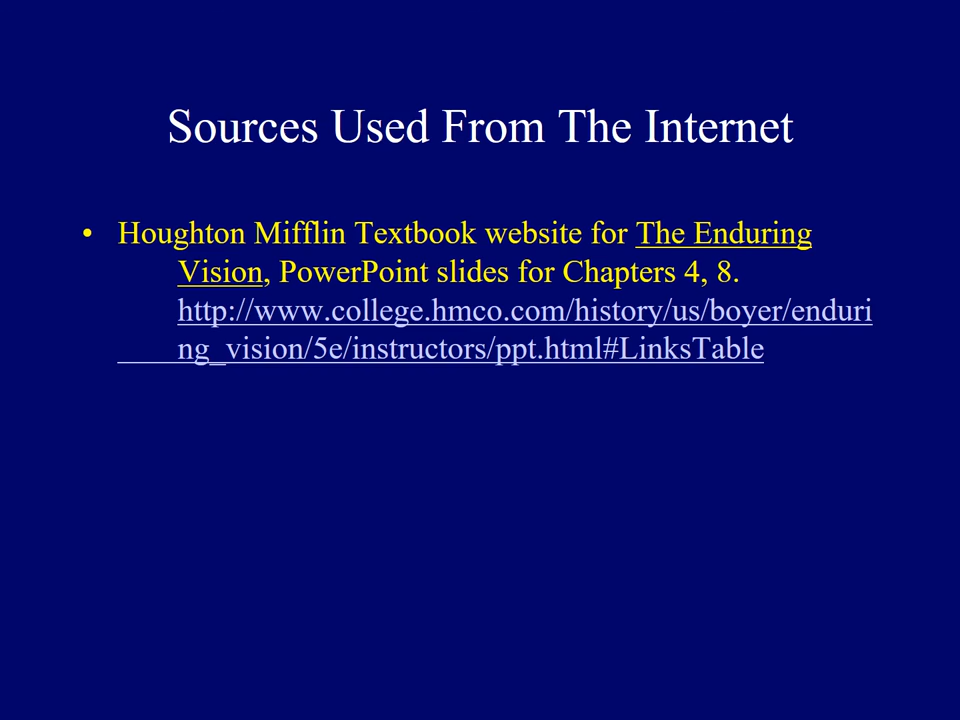 Sources Used From The Internet
• Houghton Mifflin Textbook website for The Enduring
Vision, PowerPoint slides for Chapters 4, 8.
http://www.college.hmco.com/history/us/boyer/enduri
ng_vision/5e/instructors/ppt.html#LinksTable